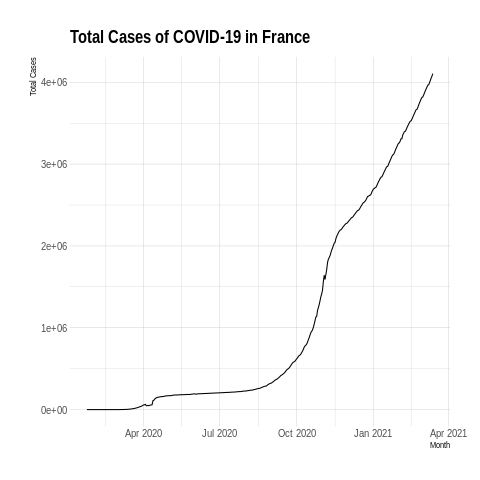 Total Cases of COVID-19 in France
Total Cases
4e+06
3e+06
2e+06
1e+06
0e+00
Apr 2020
Jul 2020
Oct 2020
Jan 2021
Apr 2021
Month